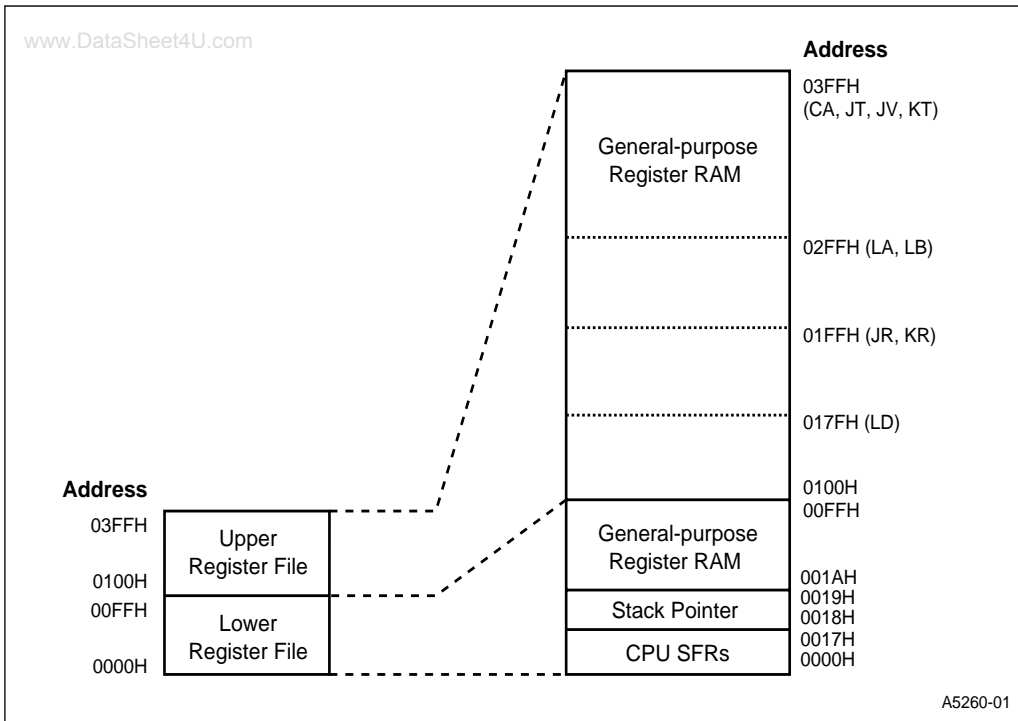 www.DataSheet4U.com
Address
03FFH
(CA, JT, JV, KT)
General-purpose
Register RAM
02FFH (LA, LB)
01FFH (JR, KR)
017FH (LD)
0100H
00FFH
General-purpose
Register RAM
001AH
0019H
Stack Pointer
0018H
0017H
CPU SFRs
0000H
Address
03FFH
Upper
Register File
0100H
00FFH
Lower
Register File
0000H
A5260-01